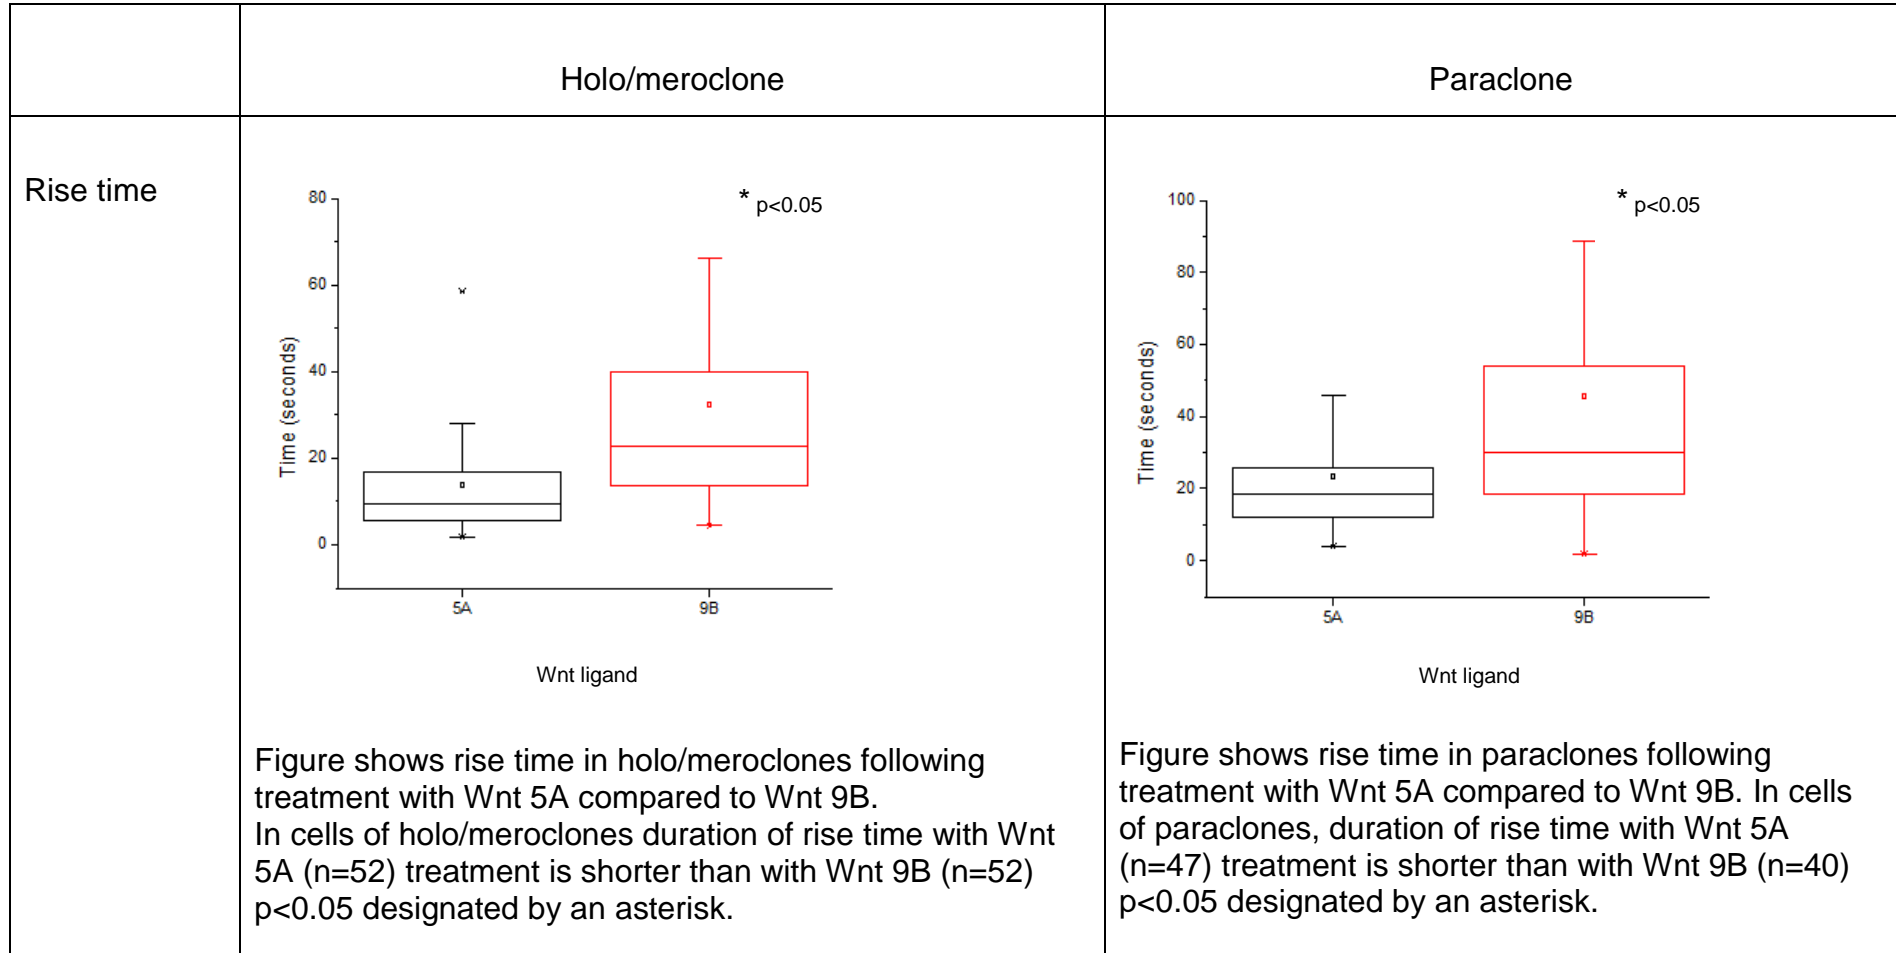 Holo/meroclone
Paraclone
Rise time
80
60
40
20
0
Time (seconds)
* p<0.05
5A
9B
Wnt ligand
Figure shows rise time in holo/meroclones following
treatment with Wnt 5A compared to Wnt 9B.
In cells of holo/meroclones duration of rise time with Wnt
5A (n=52) treatment is shorter than with Wnt 9B (n=52)
p<0.05 designated by an asterisk.
100
80
60
40
20
0
Time (seconds)
* p<0.05
5A
9B
Wnt ligand
Figure shows rise time in paraclones following
treatment with Wnt 5A compared to Wnt 9B. In cells
of paraclones, duration of rise time with Wnt 5A
(n=47) treatment is shorter than with Wnt 9B (n=40)
p<0.05 designated by an asterisk.